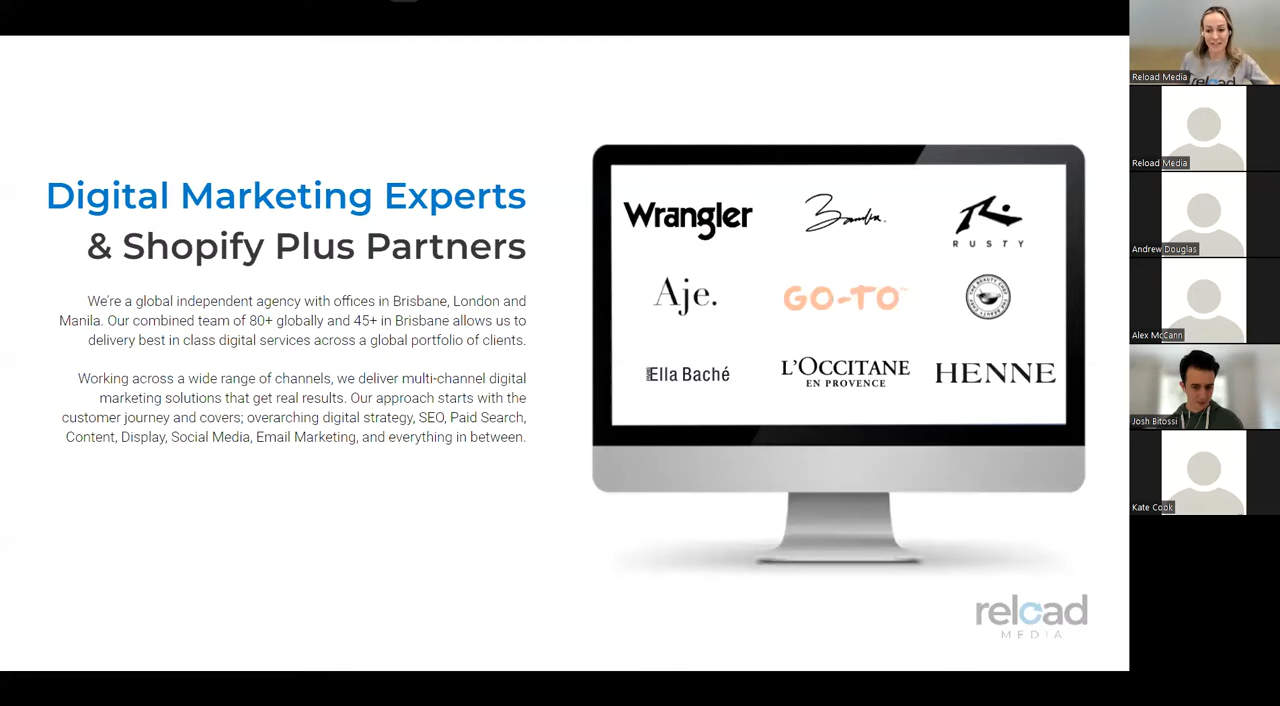 Digital Marketing Experts
& Shopify Plus Partners
We're a global independent agency with offices in Brisbane, London and
Manila. Our combined team of 80+ globally and 45+ in Brisbane allows us to
delivery best in class digital services across a global portfolio of clients.
Working across a wide range of channels, we deliver multi-channel digital
marketing solutions that get real results. Our approach starts with the
customer journey and covers; overarching digital strategy, SEO, Paid Search,
Content, Display, Social Media, Email Marketing, and everything in between.
Wrangler
RUSTY
Aje.
GO-TO™
THE BEAUTY CHEF
Ella Baché
L'OCCITANE
EN PROVENCE
HENNE
reload
MEDIA
reload
Reload Media
Reload Media
Andrew Douglas
Alex McCann
Josh Bitossi
Kate Cook